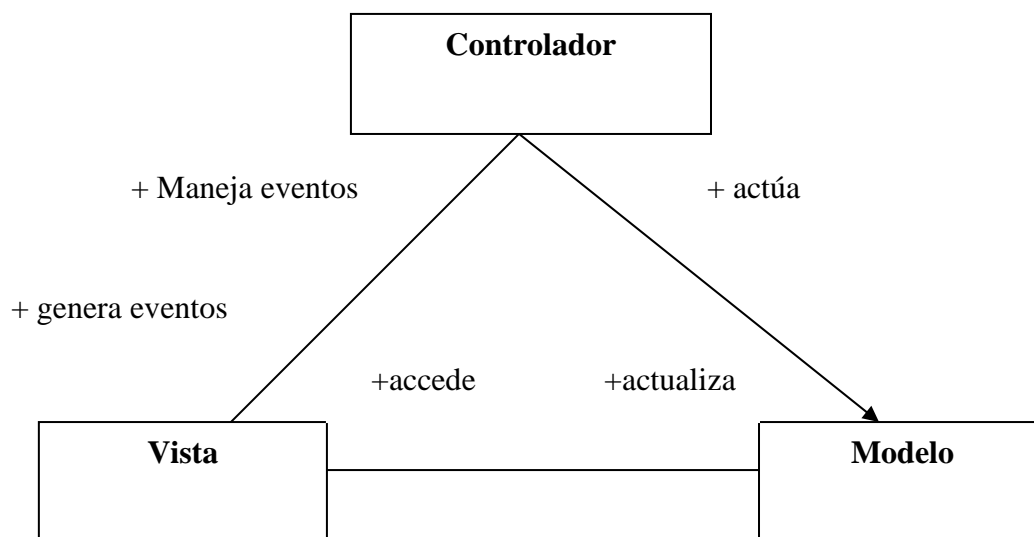 Controlador
+ Maneja eventos
+ actúa
+ genera eventos
+accede
+actualiza
Vista
Modelo